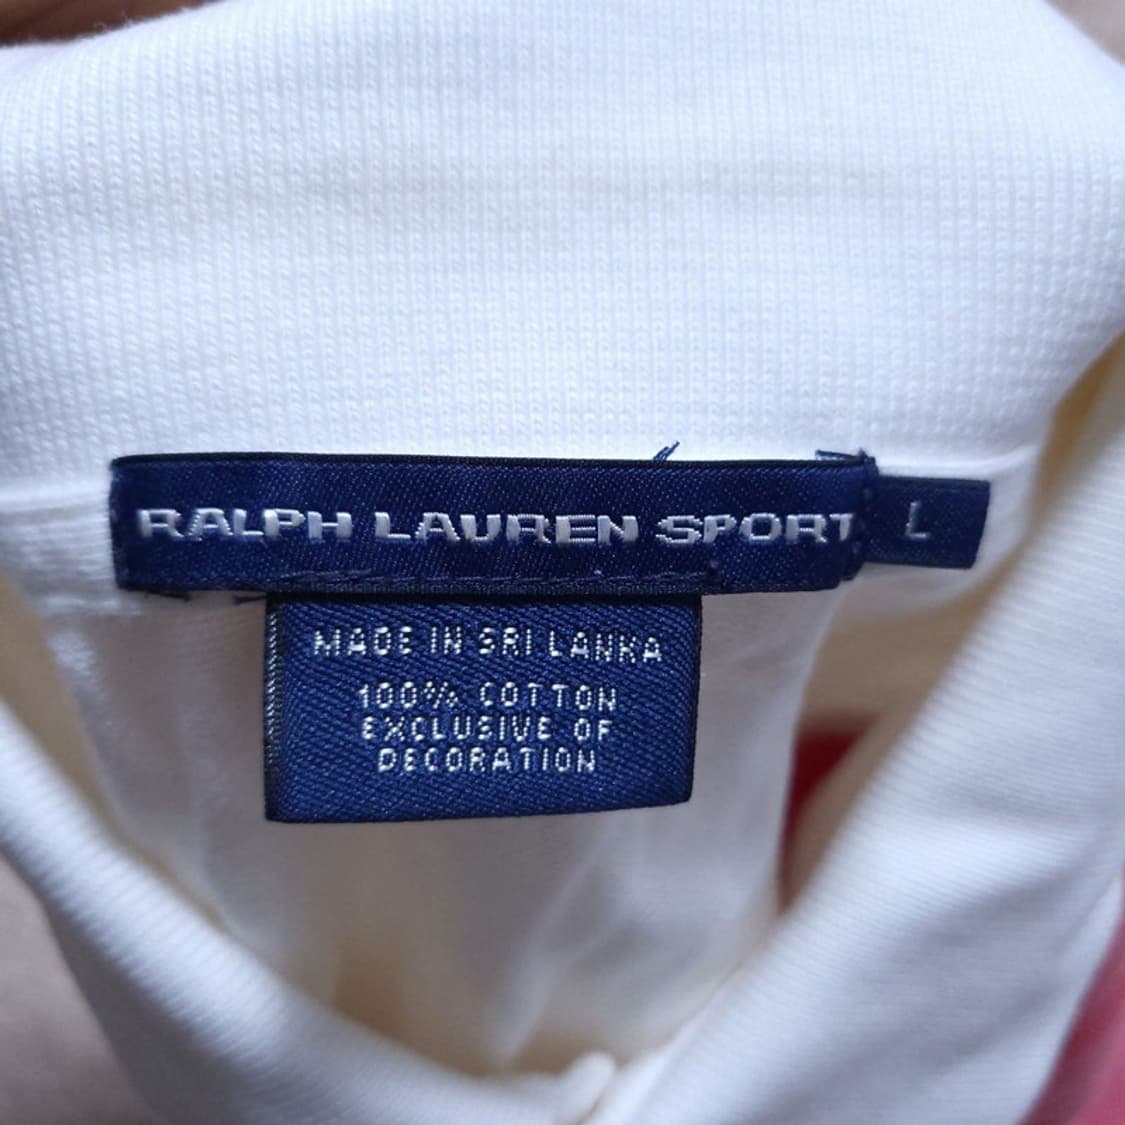 RALPH LAUREN SPORT
L
MADE IN SRI LANKA
100% COTTON
EXCLUSIVE OF
DECORATION